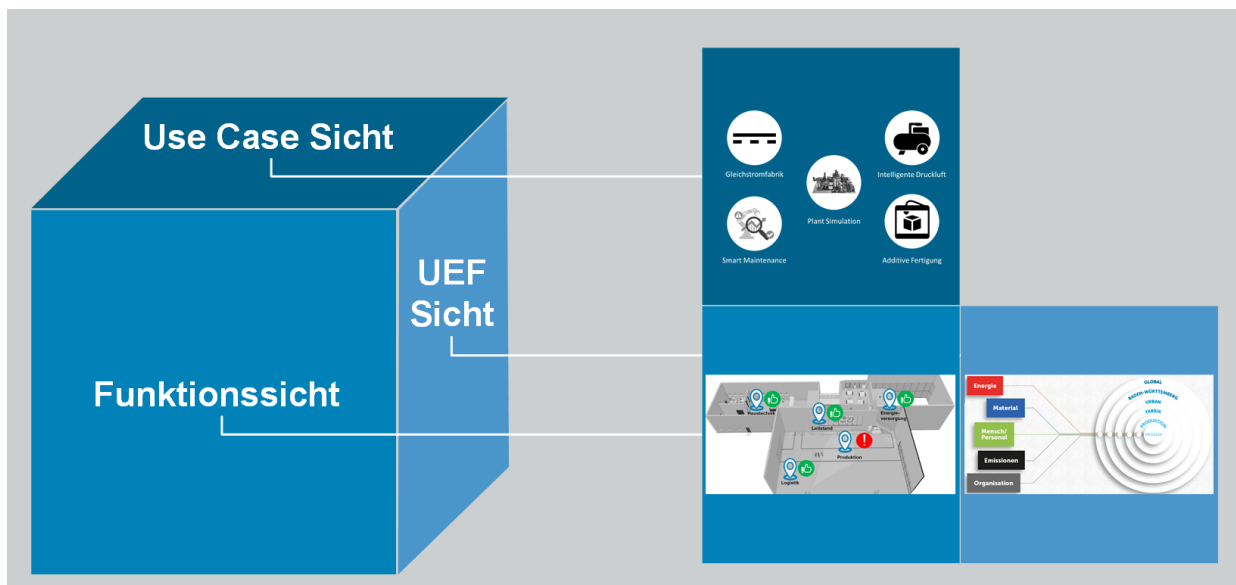 Use Case Sicht
UEF
Sicht
Funktionssicht
Gleichstromfabrik
Intelligente Druckluft
Plant Simulation
Smart Maintenance
Additive Fertigung
Haustechnik
Leitstand
Energie-
versorgung
Produktion
Logistik
Energie
Material
Mensch/
Personal
Emissionen
Organisation
GLOBAL
BADEN-WÜRTTEMBERG
URBAN
FABRIK
PRODUKTION
PROZESS